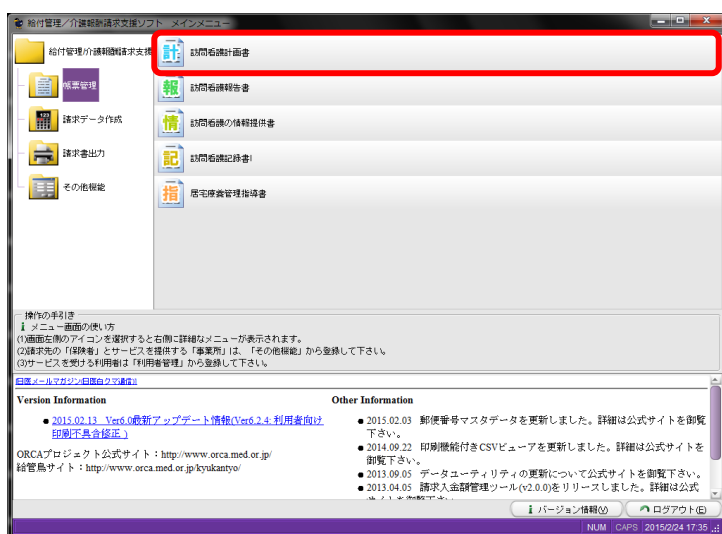 給付管理／介護報酬請求支援ソフト メインメニュー
給付管理/介護報酬請求支援
帳票管理
請求データ作成
請求書出力
その他機能
計 訪問看護計画書
報 訪問看護報告書
情 訪問看護の情報提供書
記 訪問看護記録書I
指 居宅療養管理指導書
操作の手引き
メニュー画面の使い方
(1)画面左側のアイコンを選択すると右側に詳細なメニューが表示されます。
(2)請求先の「保険者」とサービスを提供する「事業所」は、「その他機能」から登録して下さい。
(3)サービスを受ける利用者は「利用者管理」から登録して下さい。
日医メールマガジン(日医白クマ通信)
Version Information
2015.02.13 Ver6.0最新アップデート情報(Ver6.2.4: 利用者向け
印刷不具合修正 )
ORCAプロジェクト公式サイト：http://www.orca.med.or.jp/
給管鳥サイト：http://www.orca.med.or.jp/kyukantyo/
Other Information
2015.02.03 郵便番号マスタデータを更新しました。詳細は公式サイトを御覧
下さい。
2014.09.22 印刷機能付きCSVビューアを更新しました。詳細は公式サイトを
御覧下さい。
2013.09.05 データユーティリティの更新について公式サイトを御覧下さい。
2013.04.05 請求入金額管理ツール(v2.0.0)をリリースしました。詳細は公式
バージョン情報(V)
ログアウト(E)
NUM CAPS 2015/2/24 17:35